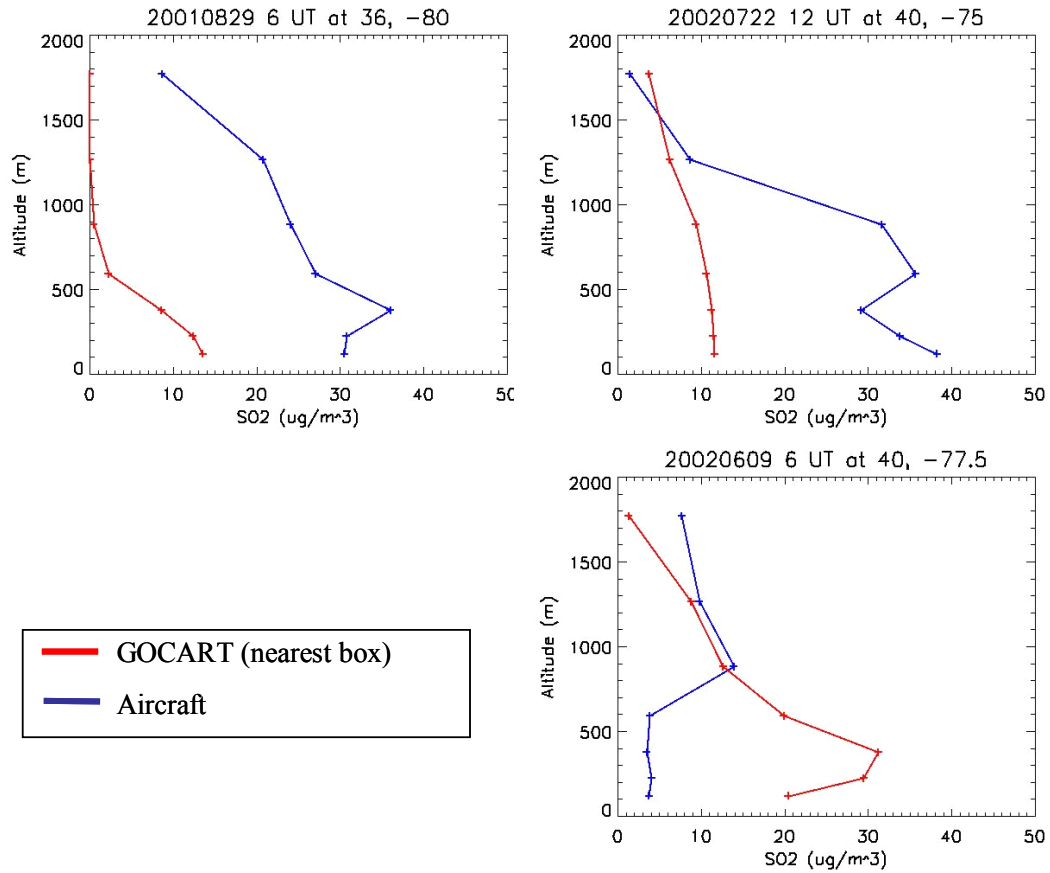 20010829 6 UT at 36, -80
2000
1500
1000
500
0
Altitude (m)
0 10 20 30 40 50
SO2 (ug/m^3)
20020722 12 UT at 40, -75
2000
1500
1000
500
0
Altitude (m)
0 10 20 30 40 50
SO2 (ug/m^3)
20020609 6 UT at 40, -77.5
2000
1500
1000
500
0
Altitude (m)
0 10 20 30 40 50
SO2 (ug/m^3)
GOCART (nearest box)
Aircraft